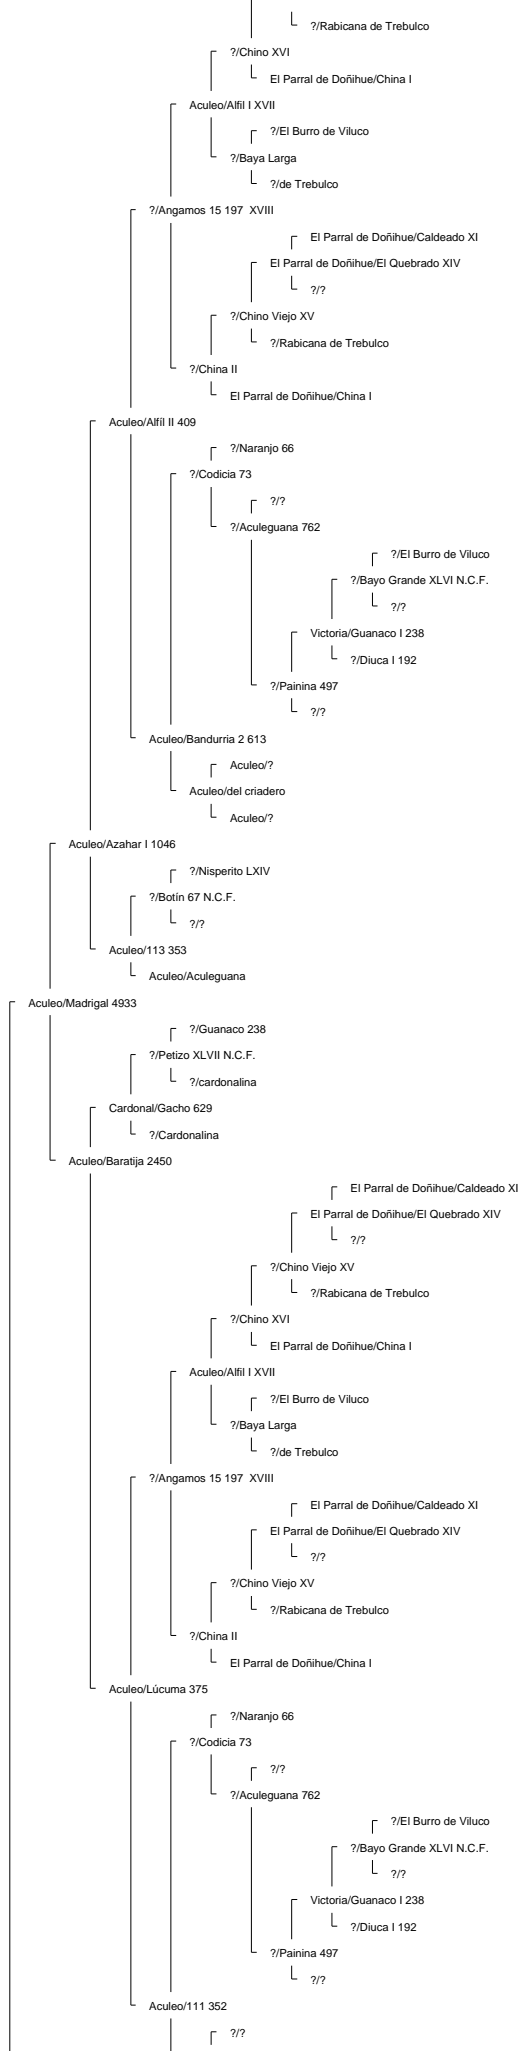 ?/Rabicana de Trebulco
?/Chino XVI
El Parral de Doñihue/China I
Aculeo/Alfil I XVII
?/El Burro de Viluco
?/Baya Larga
?/de Trebulco
?/Angamos 15 197 XVIII
El Parral de Doñihue/Caldeado XI
El Parral de Doñihue/El Quebrado XIV
?/?
?/Chino Viejo XV
?/Rabicana de Trebulco
?/China II
El Parral de Doñihue/China I
Aculeo/Alfíl II 409
?/Naranjo 66
?/Codicia 73
?/?
?/Aculeguana 762
?/El Burro de Viluco
?/Bayo Grande XLVI N.C.F.
?/?
Victoria/Guanaco I 238
?/Diuca I 192
?/Painina 497
?/?
Aculeo/Bandurria 2 613
Aculeo/?
Aculeo/del criadero
Aculeo/?
Aculeo/Azahar I 1046
?/Nisperito LXIV
?/Botín 67 N.C.F.
?/?
Aculeo/113 353
Aculeo/Aculeguana
Aculeo/Madrigal 4933
?/Guanaco 238
?/Petizo XLVII N.C.F.
?/cardonalina
Cardonal/Gacho 629
?/Cardonalina
Aculeo/Baratija 2450
El Parral de Doñihue/Caldeado XI
El Parral de Doñihue/El Quebrado XIV
?/?
?/Chino Viejo XV
?/Rabicana de Trebulco
?/Chino XVI
El Parral de Doñihue/China I
Aculeo/Alfil I XVII
?/El Burro de Viluco
?/Baya Larga
?/de Trebulco
?/Angamos 15 197 XVIII
El Parral de Doñihue/Caldeado XI
El Parral de Doñihue/El Quebrado XIV
?/?
?/Chino Viejo XV
?/Rabicana de Trebulco
?/China II
El Parral de Doñihue/China I
Aculeo/Lúcuma 375
?/Naranjo 66
?/Codicia 73
?/?
?/Aculeguana 762
?/El Burro de Viluco
?/Bayo Grande XLVI N.C.F.
?/?
Victoria/Guanaco I 238
?/Diuca I 192
?/Painina 497
?/?
Aculeo/111 352
?/?